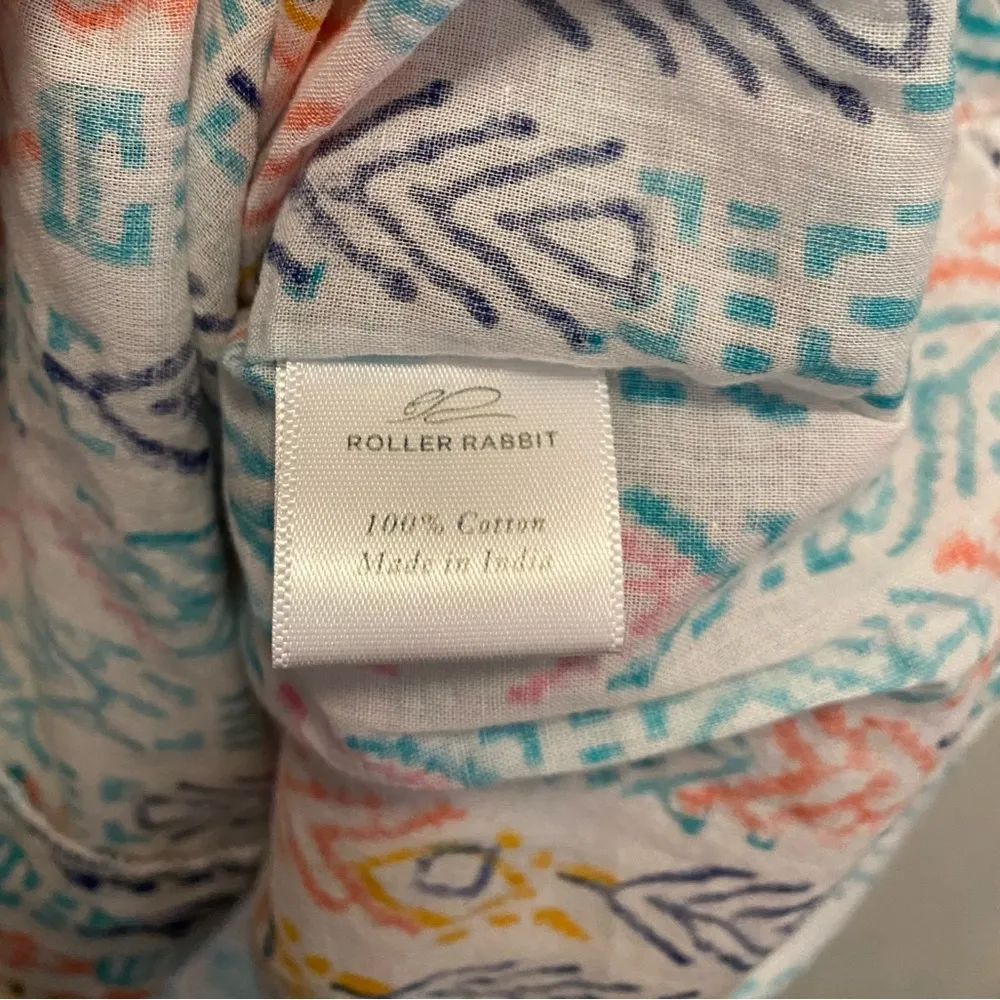 ROLLER RABBIT
100% Cotton
Made in India